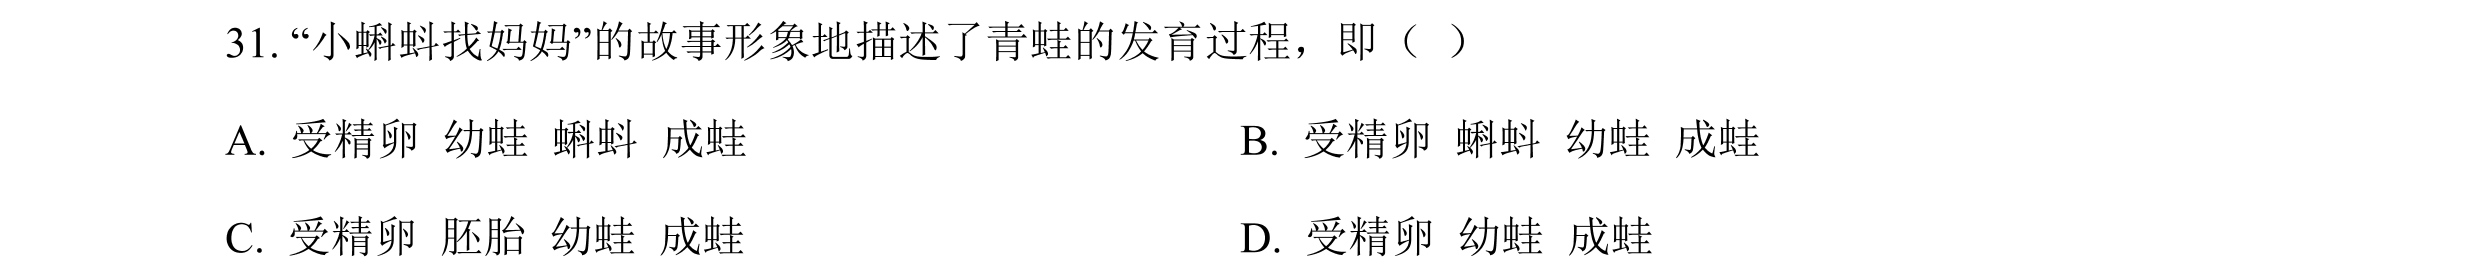 31. “小蝌蚪找妈妈”的故事形象地描述了青蛙的发育过程，即（ ）
A. 受精卵 幼蛙 蝌蚪 成蛙 B. 受精卵 蝌蚪 幼蛙 成蛙
C. 受精卵 胚胎 幼蛙 成蛙 D. 受精卵 幼蛙 成蛙